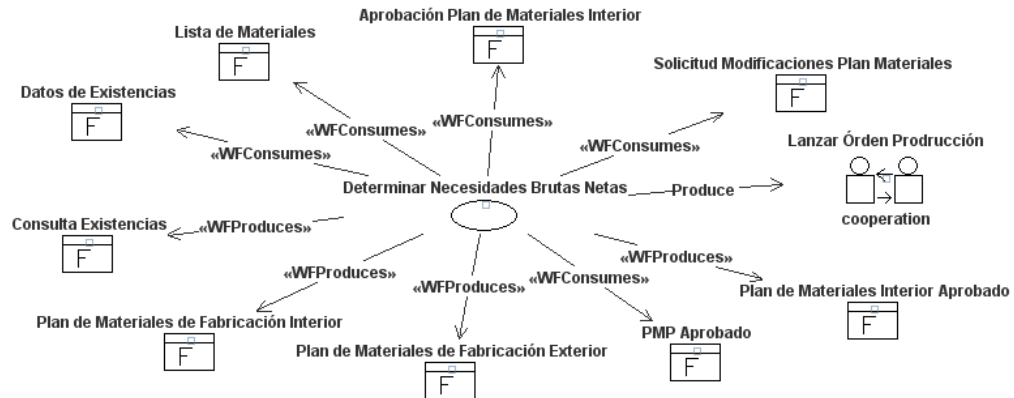 Aprobación Plan de Materiales Interior
Lista de Materiales
F
F
Solicitud Modificaciones Plan Materiales
F
Datos de Existencias
F
«WFConsumes»
«WFConsumes»
«WFConsumes»
«WFConsumes»
Lanzar Órden Prodrucción
Determinar Necesidades Brutas Netas
Produce
cooperation
Consulta Existencias
F
«WFProduces»
«WFProduces»
«WFProduces»
«WFConsumes»
«WFProduces»
Plan de Materiales Interior Aprobado
F
Plan de Materiales de Fabricación Interior
F
Plan de Materiales de Fabricación Exterior
F
PMP Aprobado
F